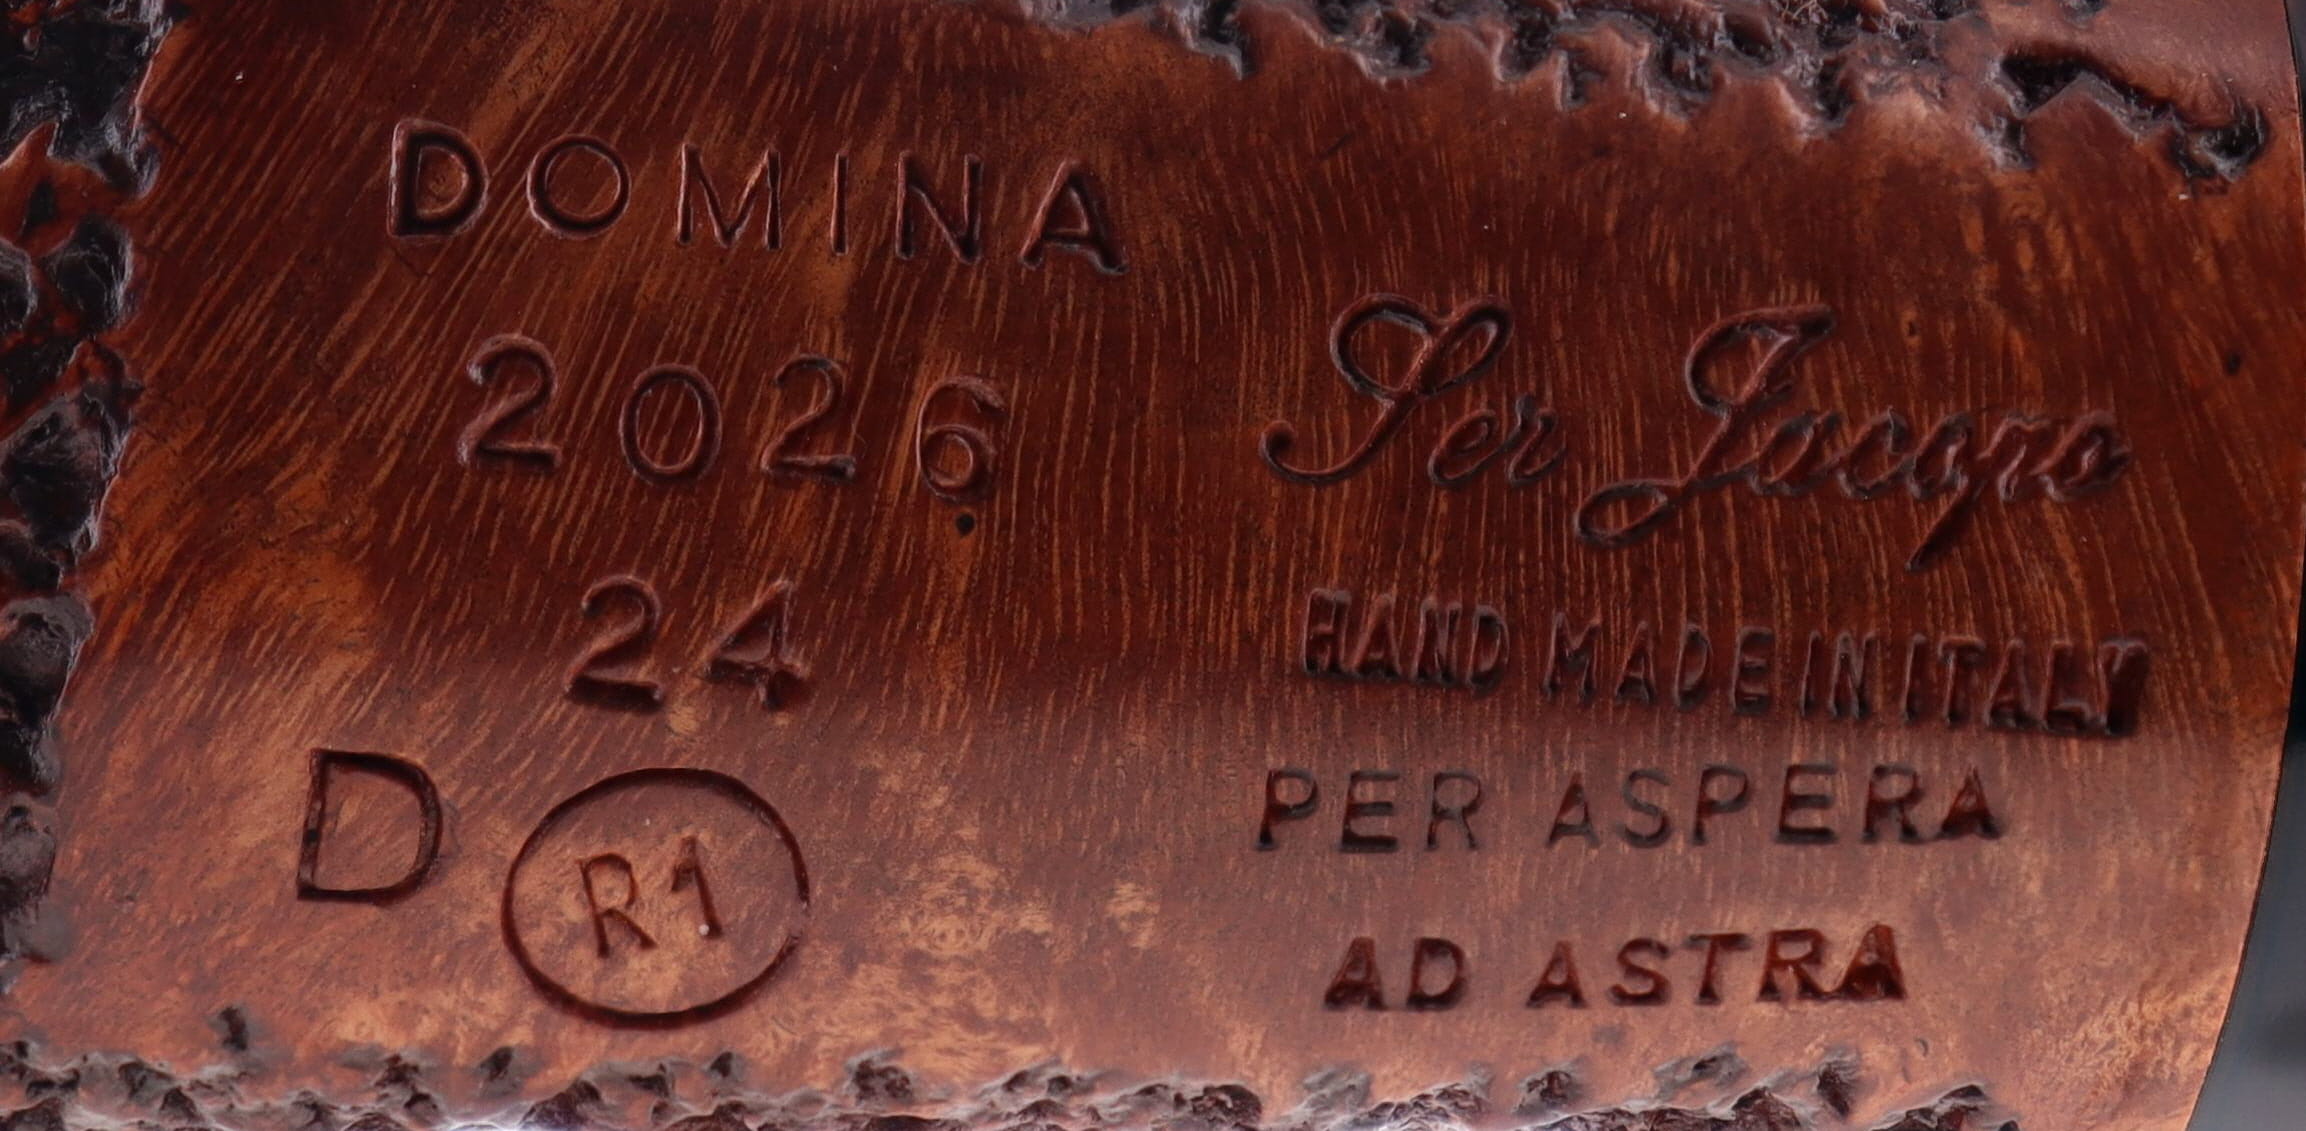 DOMINA
2026
24
D R1
Ser Jacopo
HAND MADE IN ITALY
PER ASPERA
AD ASTRA